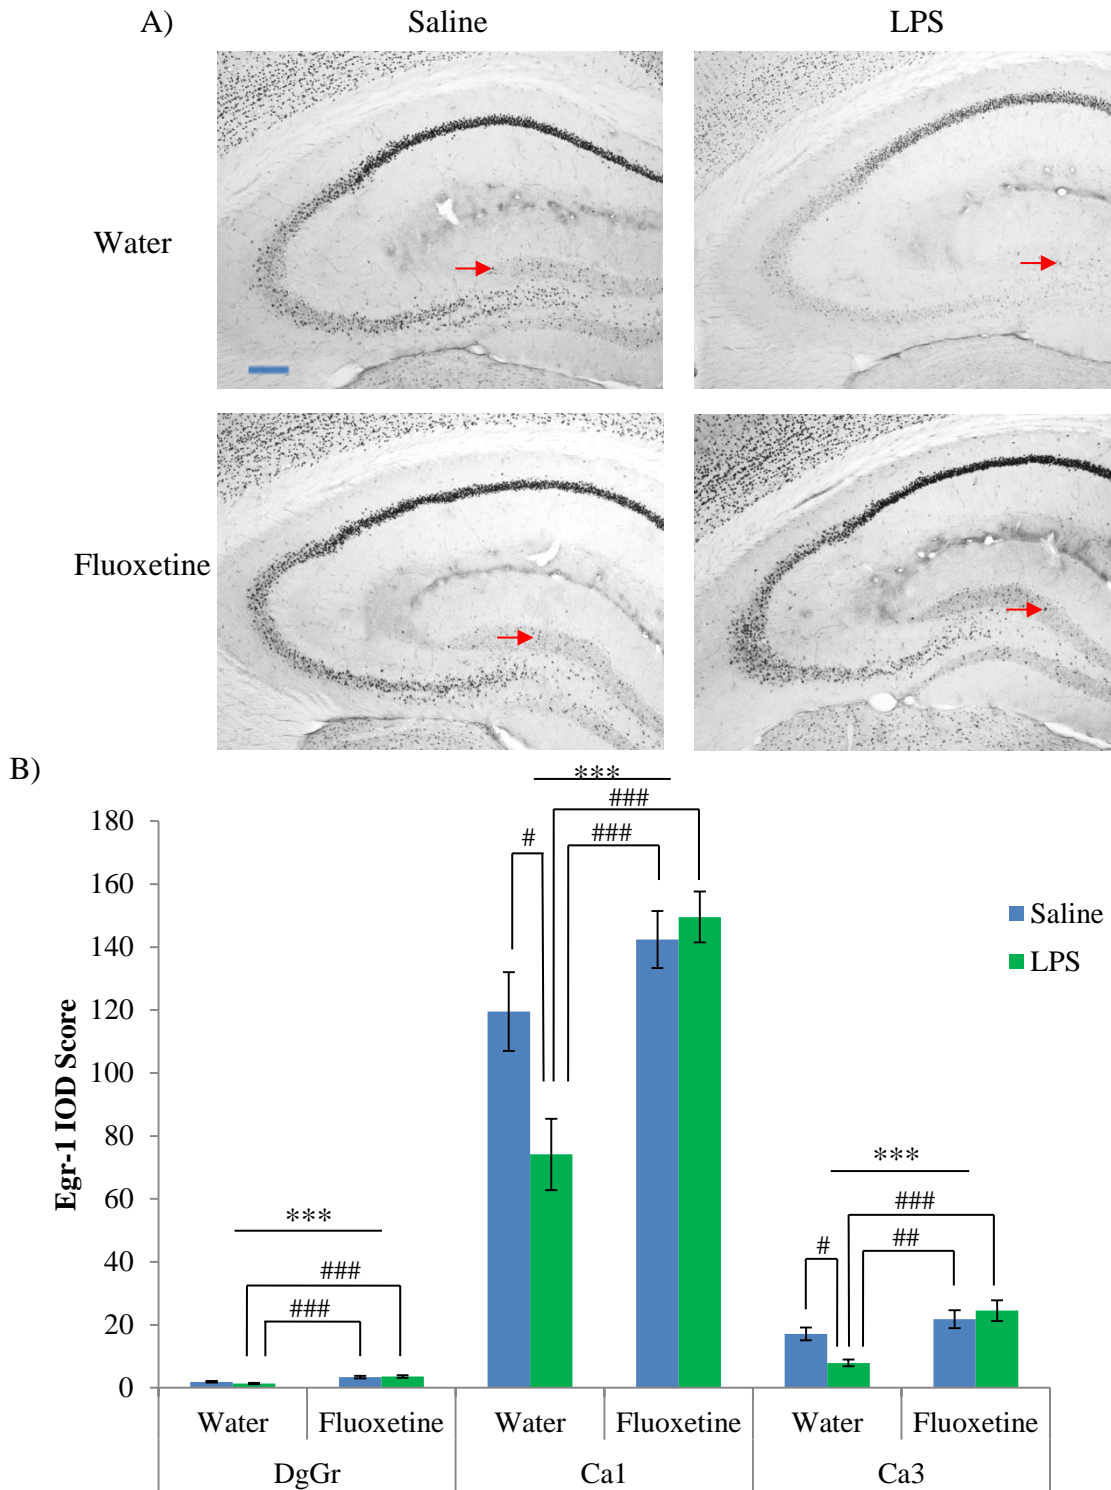 A)
Saline
LPS
Water
Fluoxetine
B)
***
###
#
###
180
160
140
120
100
80
60
40
20
0
Egr-1 IOD Score
Saline
LPS
***
###
#
##
***
###
###
Water
Fluoxetine
Water
Fluoxetine
Water
Fluoxetine
DgGr
Ca1
Ca3